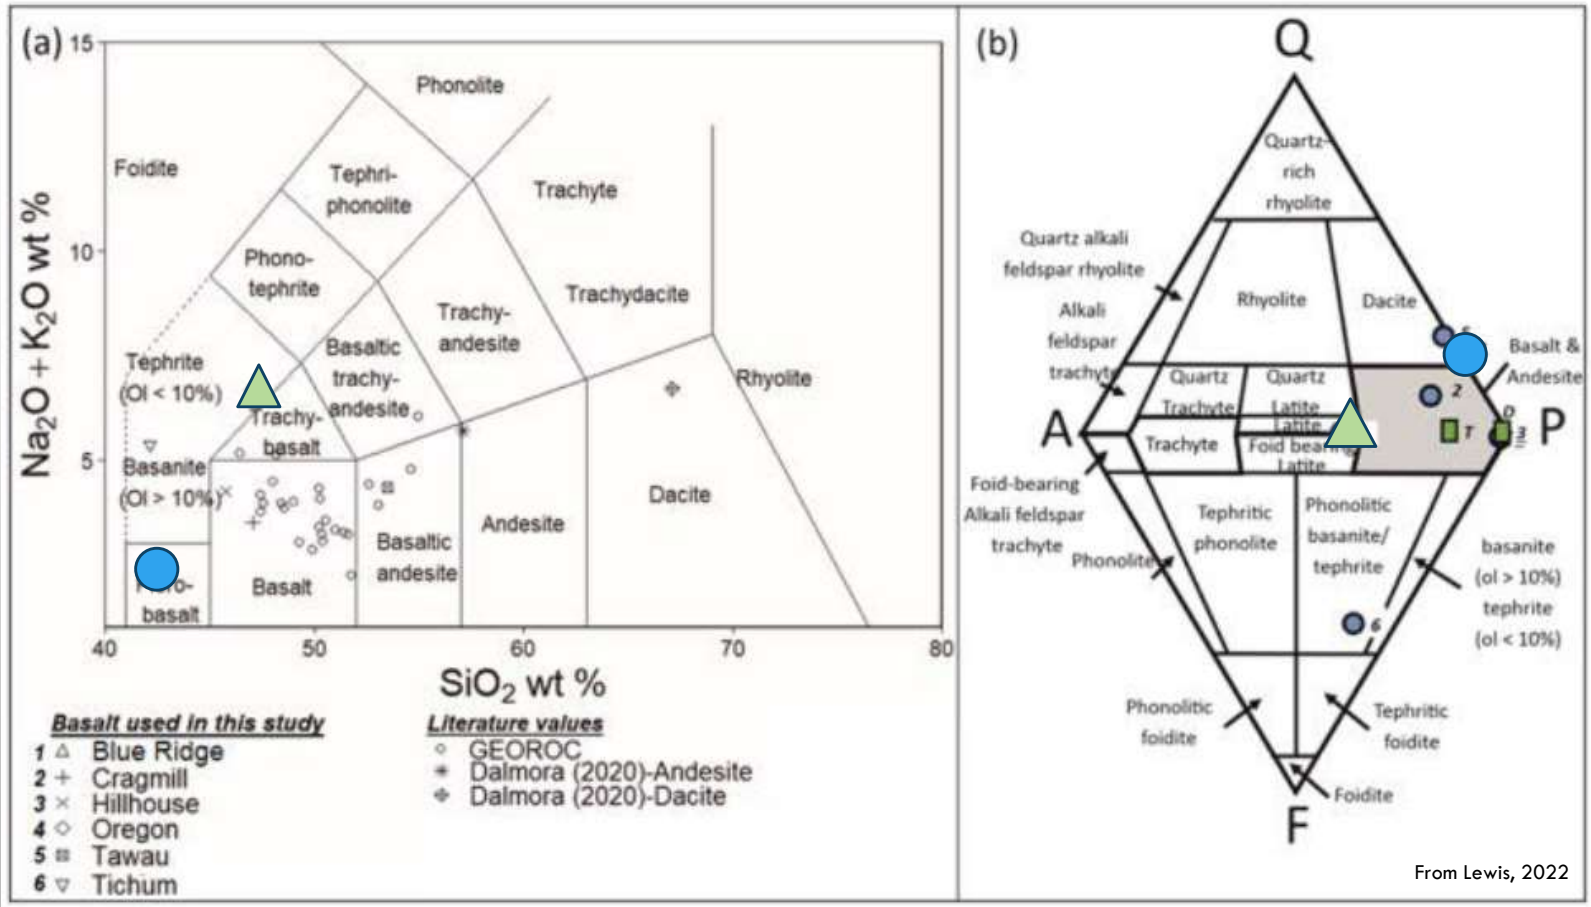 (a)
15
10
5
Na2O + K2O wt %
Phonolite
Foidite
Tephri-
phonolite
Trachyte
Phono-
tephrite
Trachydacite
Trachy-
andesite
Basaltic
trachy-
andesite
Tephrite
(Ol < 10%)
Rhyolite
Trachy-
basalt
Basanite
(Ol > 10%)
Dacite
Andesite
Basaltic
andesite
Basalt
basalt
40
50
60
70
80
SiO2 wt %
Basalt used in this study
1 △ Blue Ridge
2 + Cragmill
3 × Hillhouse
4 ◇ Oregon
5 Tawau
6 ▽ Tichum
Literature values
○ GEOROC
Dalmora (2020)-Andesite
Dalmora (2020)-Dacite
(b)
Q
Quartz-
rich
rhyolite
Quartz alkali
feldspar rhyolite
Rhyolite
Dacite
Alkali
feldspar
trachyte
Basalt &
Andesite
Quartz
Trachyte
Quartz
Latite
Latite
2
D
T
A
P
Trachyte
Foid bearing
Latite
Foid-bearing
Alkali feldspar
trachyte
Tephritic
phonolite
Phonolitic
basanite/
tephrite
Phonolite
basanite
(ol > 10%)
tephrite
(ol < 10%)
6
Phonolitic
foidite
Tephritic
foidite
Foidite
F
From Lewis, 2022